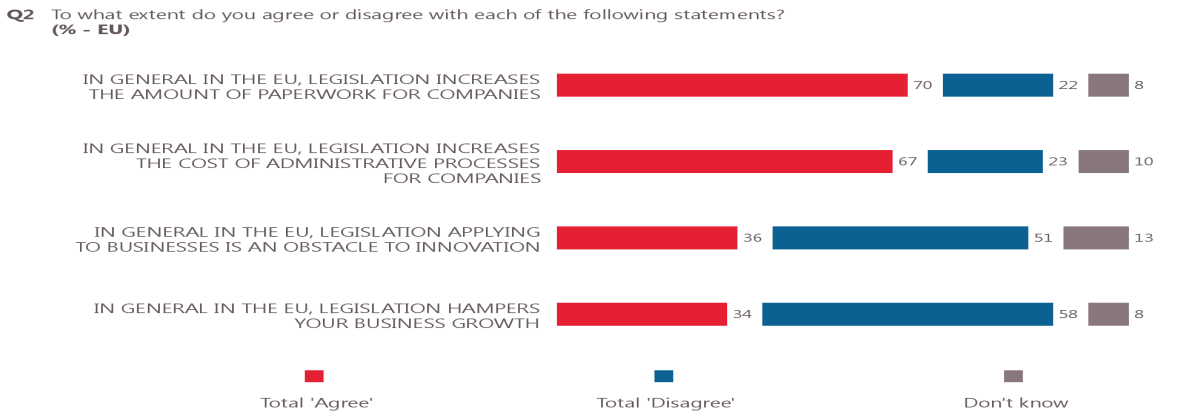 Q2 To what extent do you agree or disagree with each of the following statements?
(% - EU)
IN GENERAL IN THE EU, LEGISLATION INCREASES
THE AMOUNT OF PAPERWORK FOR COMPANIES
70 22 8
IN GENERAL IN THE EU, LEGISLATION INCREASES
THE COST OF ADMINISTRATIVE PROCESSES
FOR COMPANIES
67 23 10
IN GENERAL IN THE EU, LEGISLATION APPLYING
TO BUSINESSES IS AN OBSTACLE TO INNOVATION
36 51 13
IN GENERAL IN THE EU, LEGISLATION HAMPERS
YOUR BUSINESS GROWTH
34 58 8
Total 'Agree' Total 'Disagree' Don't know